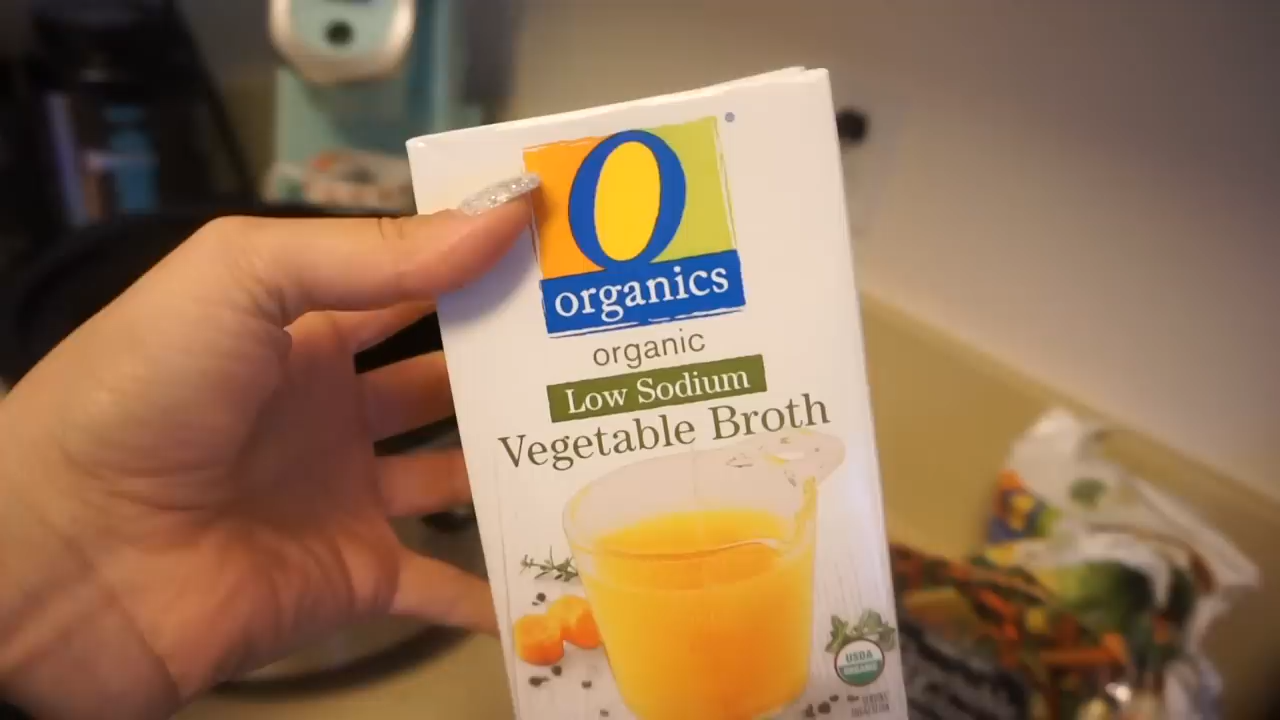 O
organics
organic
Low Sodium
Vegetable Broth
USDA
ORGANIC